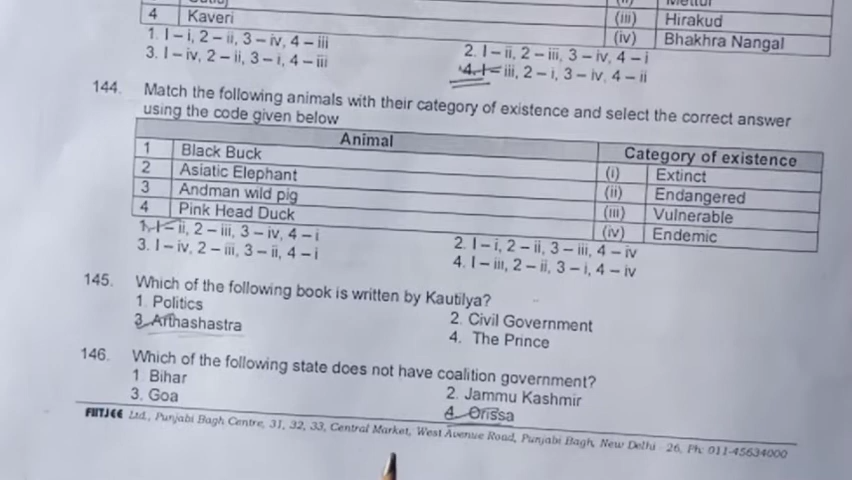 (ii) Mettur
4 Kaveri (iii) Hirakud
(iv) Bhakhra Nangal
1. I – i, 2 – ii, 3 – iv, 4 – iii 2. I – ii, 2 – iii, 3 – iv, 4 – i
3. I – iv, 2 – ii, 3 – i, 4 – iii 4. I – iii, 2 – i, 3 – iv, 4 – ii
144. Match the following animals with their category of existence and select the correct answer
using the code given below
Animal Category of existence
1 Black Buck (i) Extinct
2 Asiatic Elephant (ii) Endangered
3 Andman wild pig (iii) Vulnerable
4 Pink Head Duck (iv) Endemic
1. I – ii, 2 – iii, 3 – iv, 4 – i 2. I – i, 2 – ii, 3 – iii, 4 – iv
3. I – iv, 2 – iii, 3 – ii, 4 – i 4. I – iii, 2 – ii, 3 – i, 4 – iv
145. Which of the following book is written by Kautilya?
1. Politics 2. Civil Government
3. Arthashastra 4. The Prince
146. Which of the following state does not have coalition government?
1 Bihar 2. Jammu Kashmir
3. Goa 4. Orissa
FIITJEE Ltd., Punjabi Bagh Centre, 31, 32, 33, Central Market, West Avenue Road, Punjabi Bagh, New Delhi - 26, Ph: 011-45634000